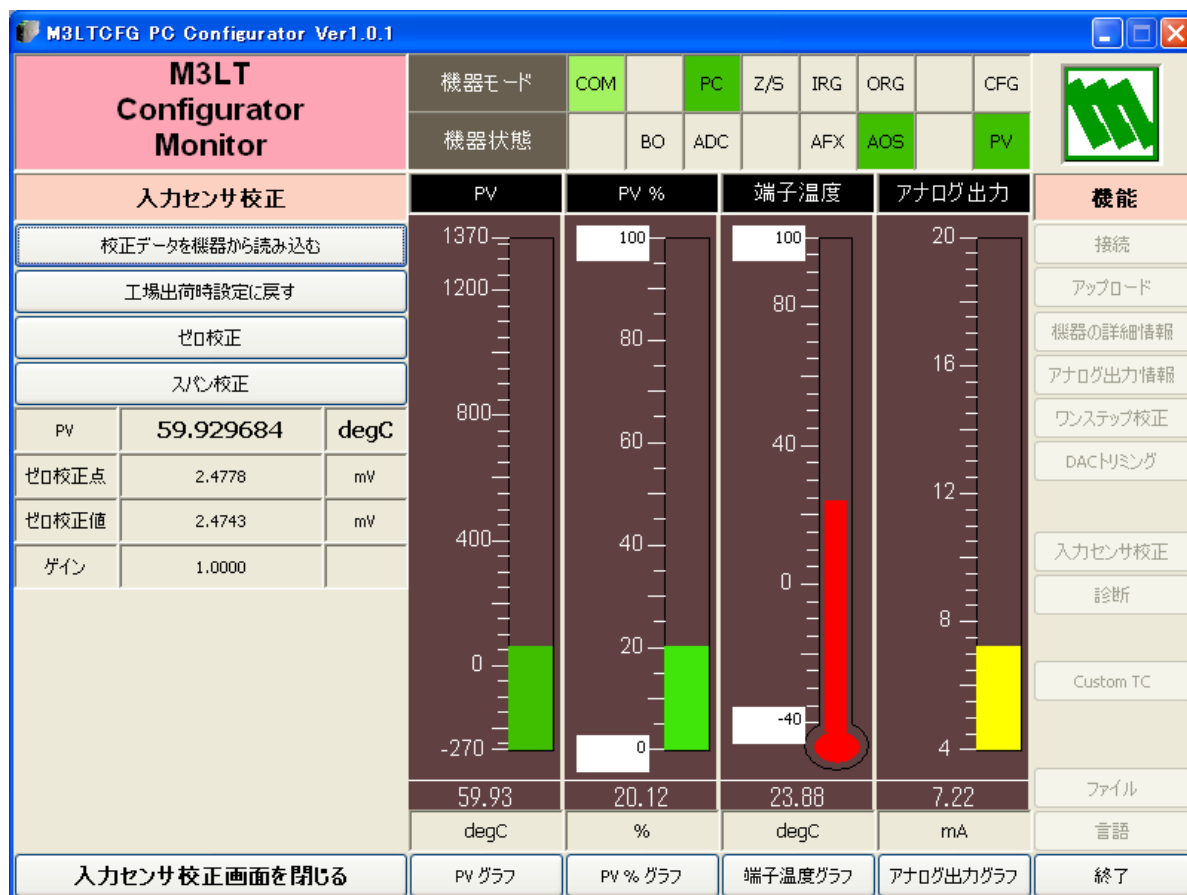 M3LTCFG PC Configurator Ver1.0.1
M3LT
Configurator
Monitor
機器モード COM PC Z/S IRG ORG CFG
機器状態 BO ADC AFX AOS PV
入力センサ校正
校正データを機器から読み込む
工場出荷時設定に戻す
ゼロ校正
スパン校正
PV 59.929684 degC
ゼロ校正点 2.4778 mV
ゼロ校正値 2.4743 mV
ゲイン 1.0000
入力センサ校正画面を閉じる
PV
1370
1200
800
400
0
-270
59.93
degC
PV グラフ
PV %
100
80
60
40
20
0
20.12
%
PV % グラフ
端子温度
100
80
40
0
-40
23.88
degC
端子温度グラフ
アナログ出力
20
16
12
8
4
7.22
mA
アナログ出力グラフ
機能
接続
アップロード
機器の詳細情報
アナログ出力情報
ワンステップ校正
DACトリミング
入力センサ校正
診断
Custom TC
ファイル
言語
終了